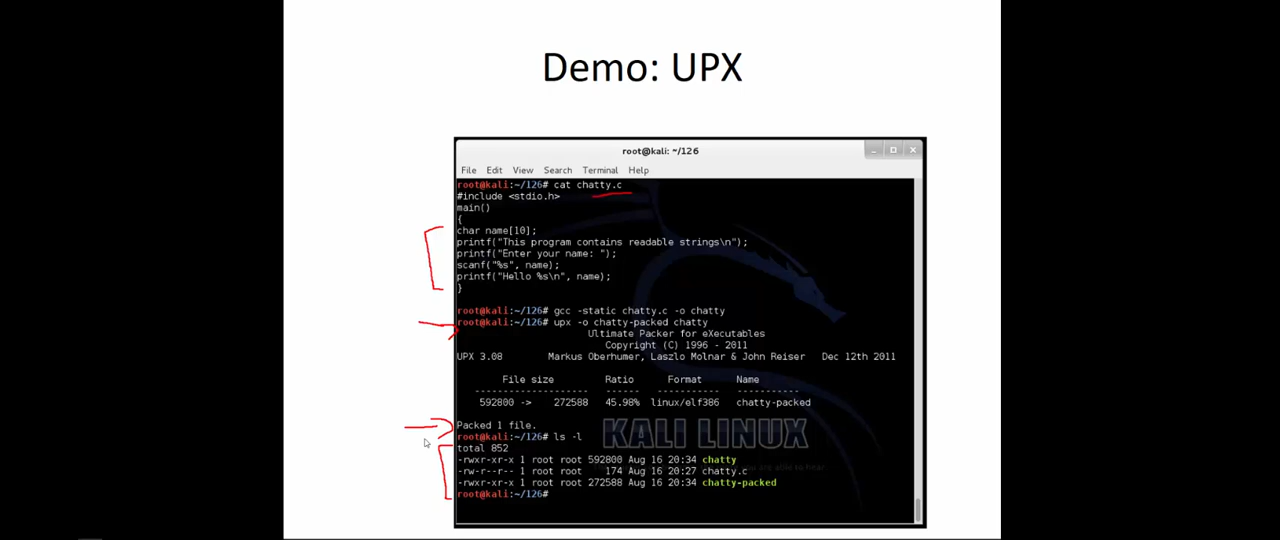 Demo: UPX
root@kali: ~/126
File Edit View Search Terminal Help
root@kali:~/126# cat chatty.c
#include <stdio.h>
main()
{
char name[10];
printf("This program contains readable strings\n");
printf("Enter your name: ");
scanf("%s", name);
printf("Hello %s\n", name);
}
root@kali:~/126# gcc -static chatty.c -o chatty
root@kali:~/126# upx -o chatty-packed chatty
Ultimate Packer for eXecutables
Copyright (C) 1996 - 2011
UPX 3.08 Markus Oberhumer, Laszlo Molnar & John Reiser Dec 12th 2011
File size Ratio Format Name
-------------------- ------ ----------- -----------
592800 -> 272588 45.98% linux/elf386 chatty-packed
Packed 1 file.
root@kali:~/126# ls -l
KALI LINUX
total 852
-rwxr-xr-x 1 root root 592800 Aug 16 20:34 chatty
-rw-r--r-- 1 root root 174 Aug 16 20:27 chatty.c
-rwxr-xr-x 1 root root 272588 Aug 16 20:34 chatty-packed
root@kali:~/126#